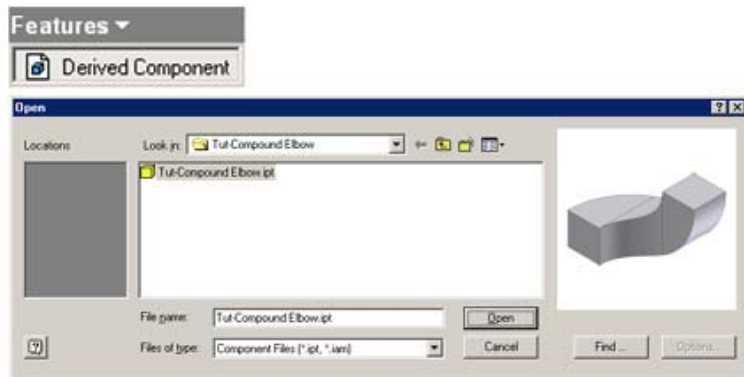 Features
Derived Component
Open
Locations
Look in: Tut-Compound Elbow
Tut-Compound Elbow.ipt
File name: Tut-Compound Elbow.ipt
Open
Files of type: Component Files (*.ipt, *.iam)
Cancel
Find...
Options...